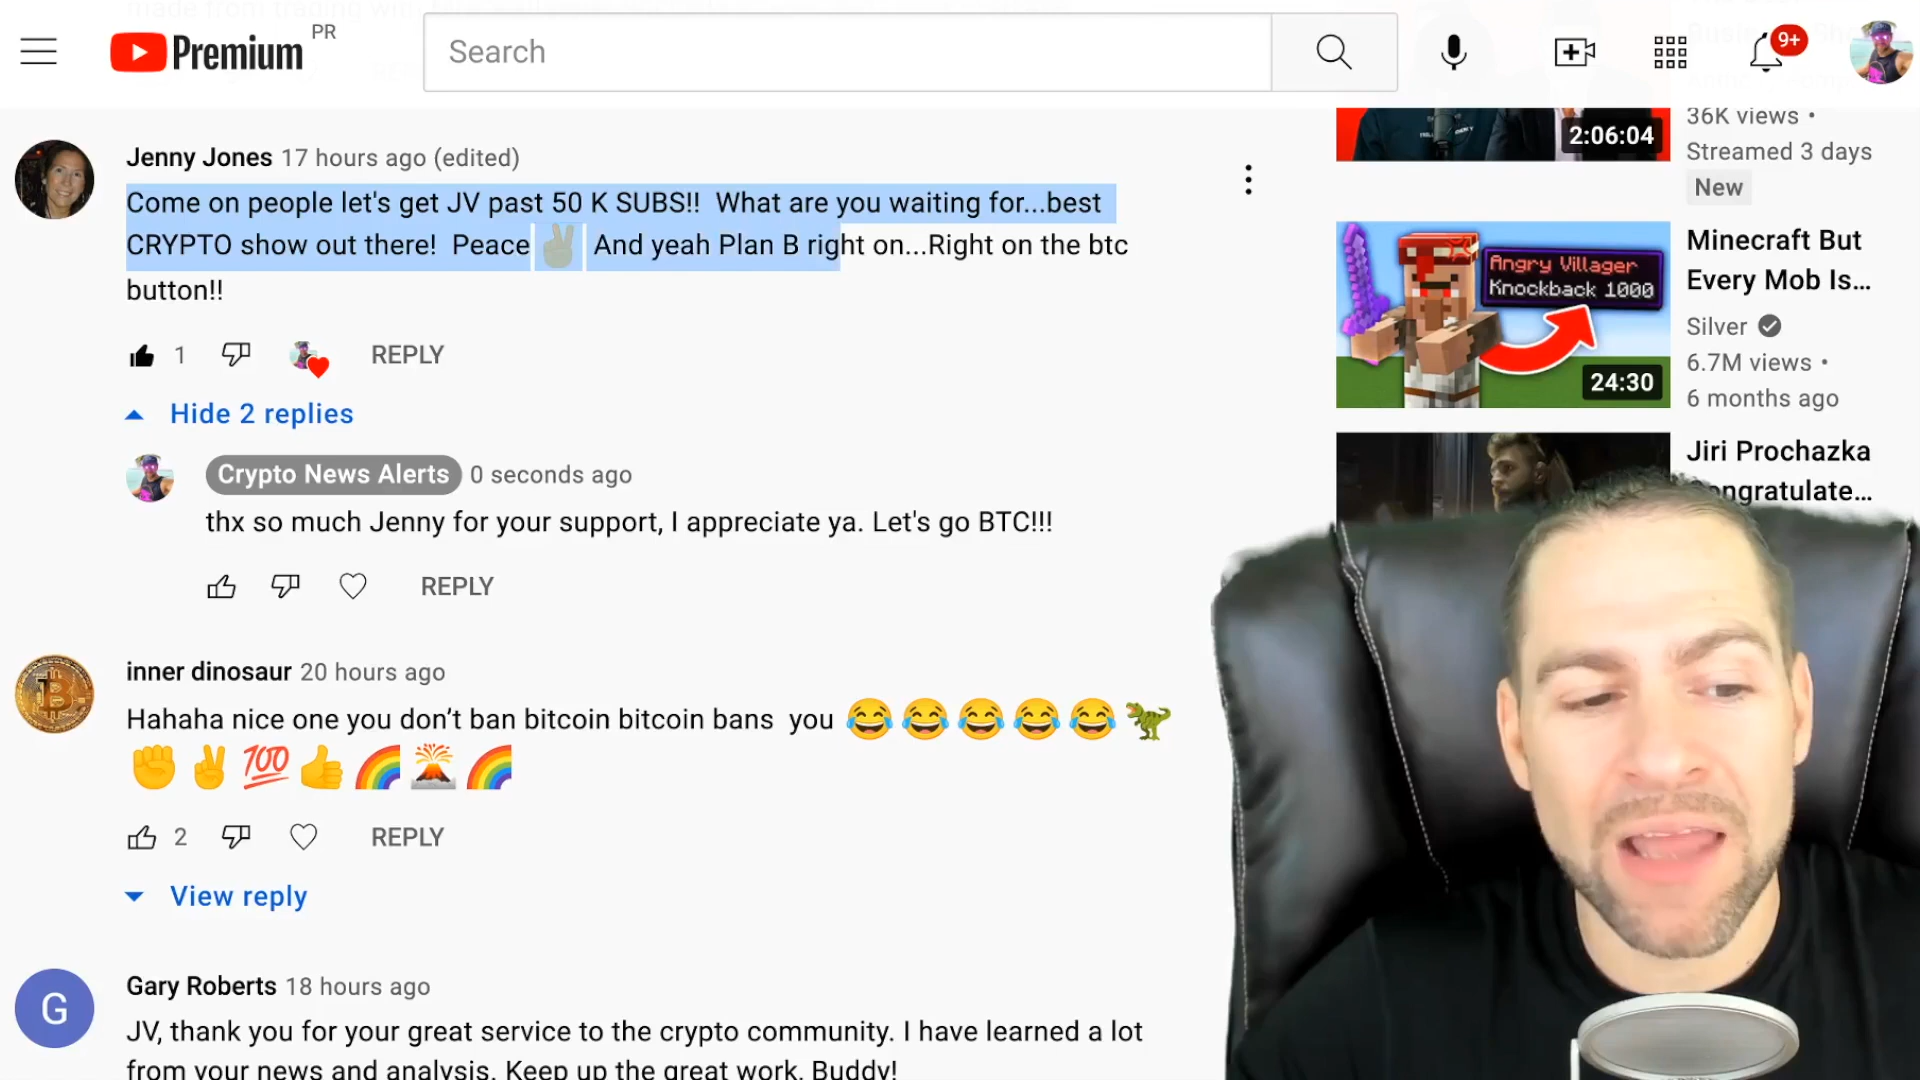 Premium PR
Search
9+
Jenny Jones 17 hours ago (edited)
Come on people let's get JV past 50 K SUBS!!  What are you waiting for...best
CRYPTO show out there!  Peace ✌ And yeah Plan B right on...Right on the btc
button!!
1 REPLY
Hide 2 replies
Crypto News Alerts 0 seconds ago
thx so much Jenny for your support, I appreciate ya. Let's go BTC!!!
REPLY
inner dinosaur 20 hours ago
Hahaha nice one you don’t ban bitcoin bitcoin bans  you 😂😂😂😂😂🦖
✊✌💯👍🌈🌋🌈
2 REPLY
View reply
G
Gary Roberts 18 hours ago
JV, thank you for your great service to the crypto community. I have learned a lot
from your news and analysis. Keep up the great work, Buddy!
2:06:04
36K views •
Streamed 3 days
New
Angry Villager
Knockback 1000
24:30
Minecraft But
Every Mob Is...
Silver
6.7M views •
6 months ago
Jiri Prochazka
Congratulate...